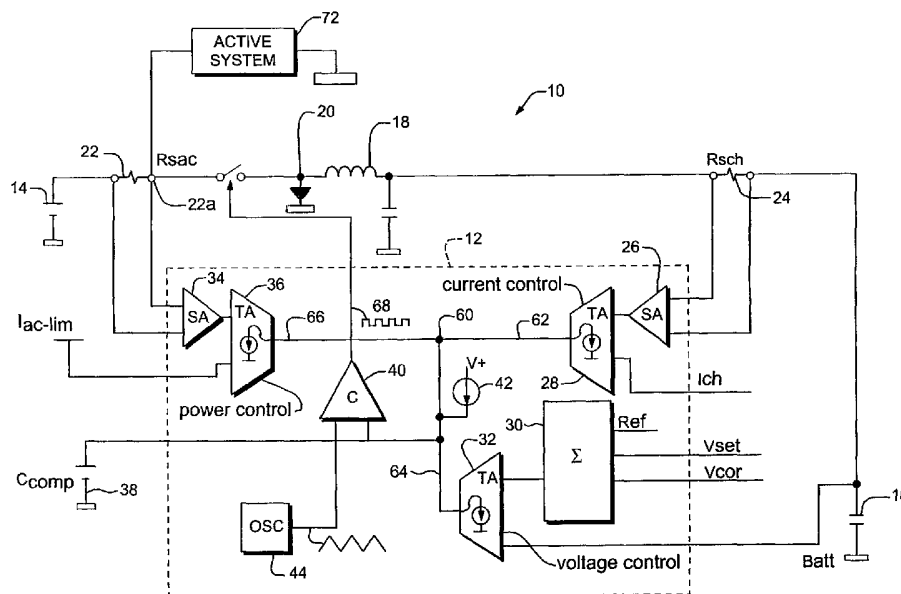 72
ACTIVE
SYSTEM
10
20
18
22
Rsac
Rsch
14
22a
24
12
34
36
26
current control
SA
TA
68
66
60
62
TA
SA
Iac-lim
V+
40
42
28
Ich
power control
C
30
Ref
32
Σ
Vset
Vcor
TA
64
Ccomp
38
OSC
44
voltage control
Batt